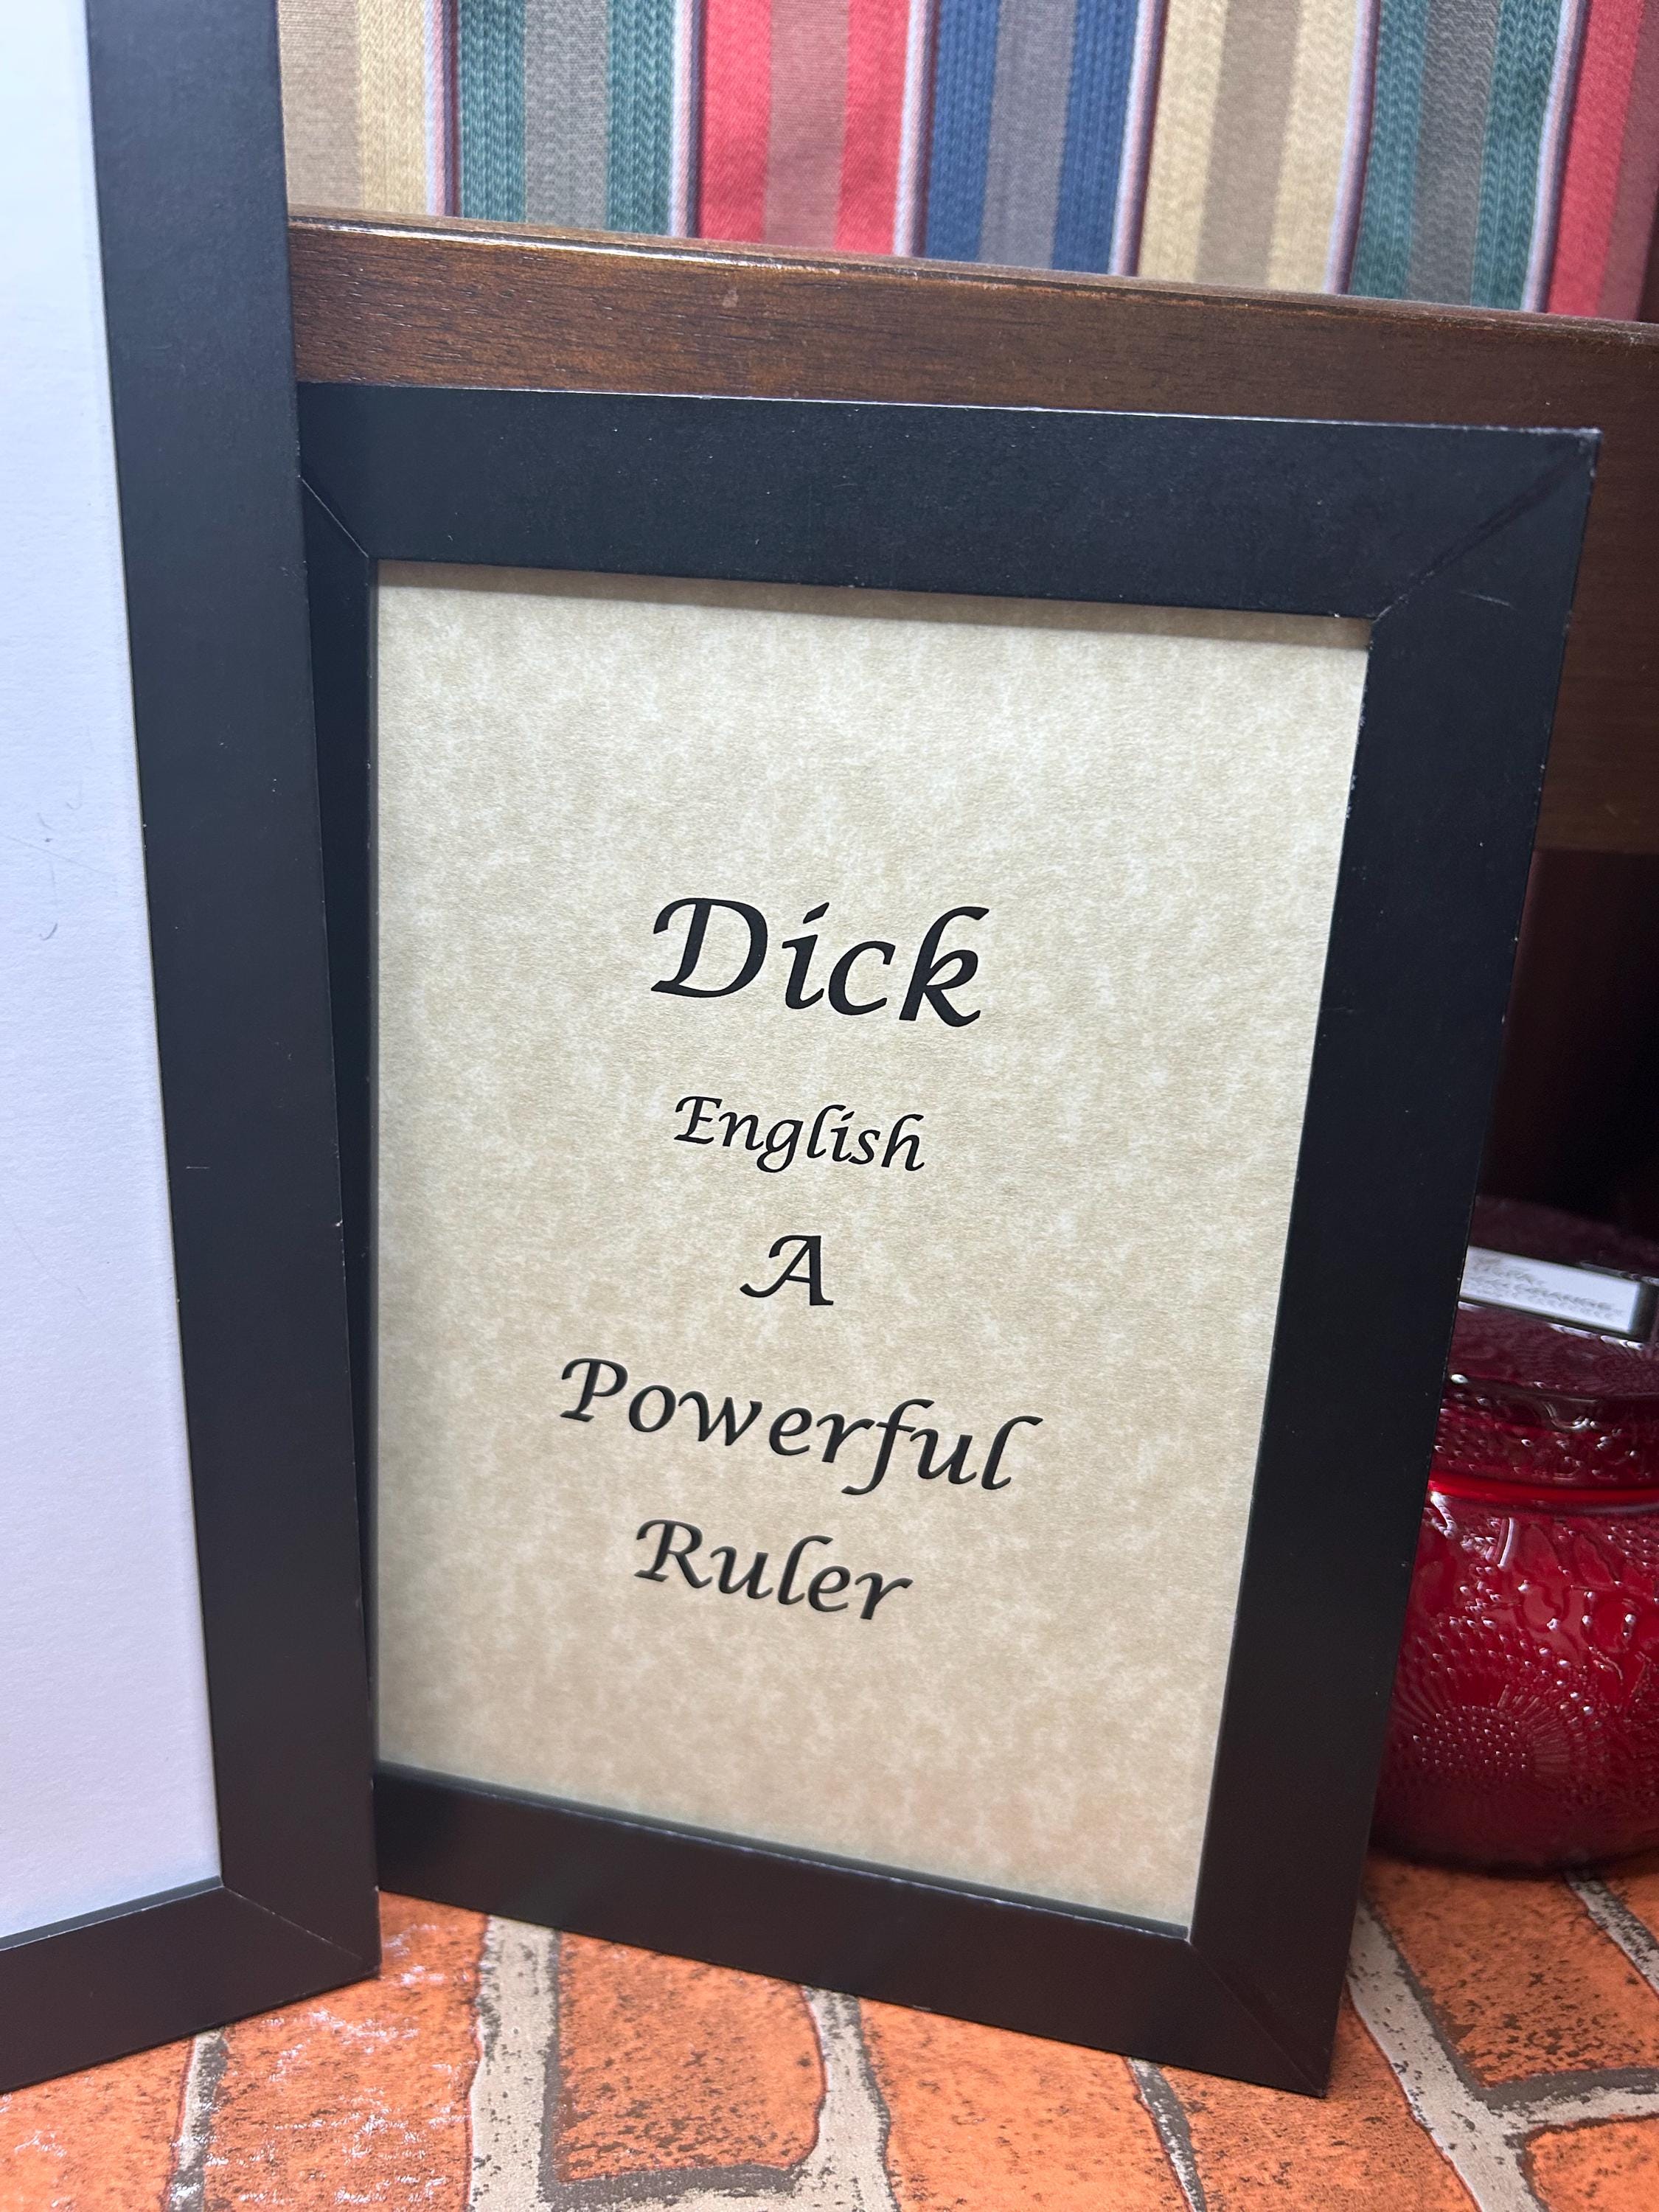 Dick
English
A
Powerful
Ruler